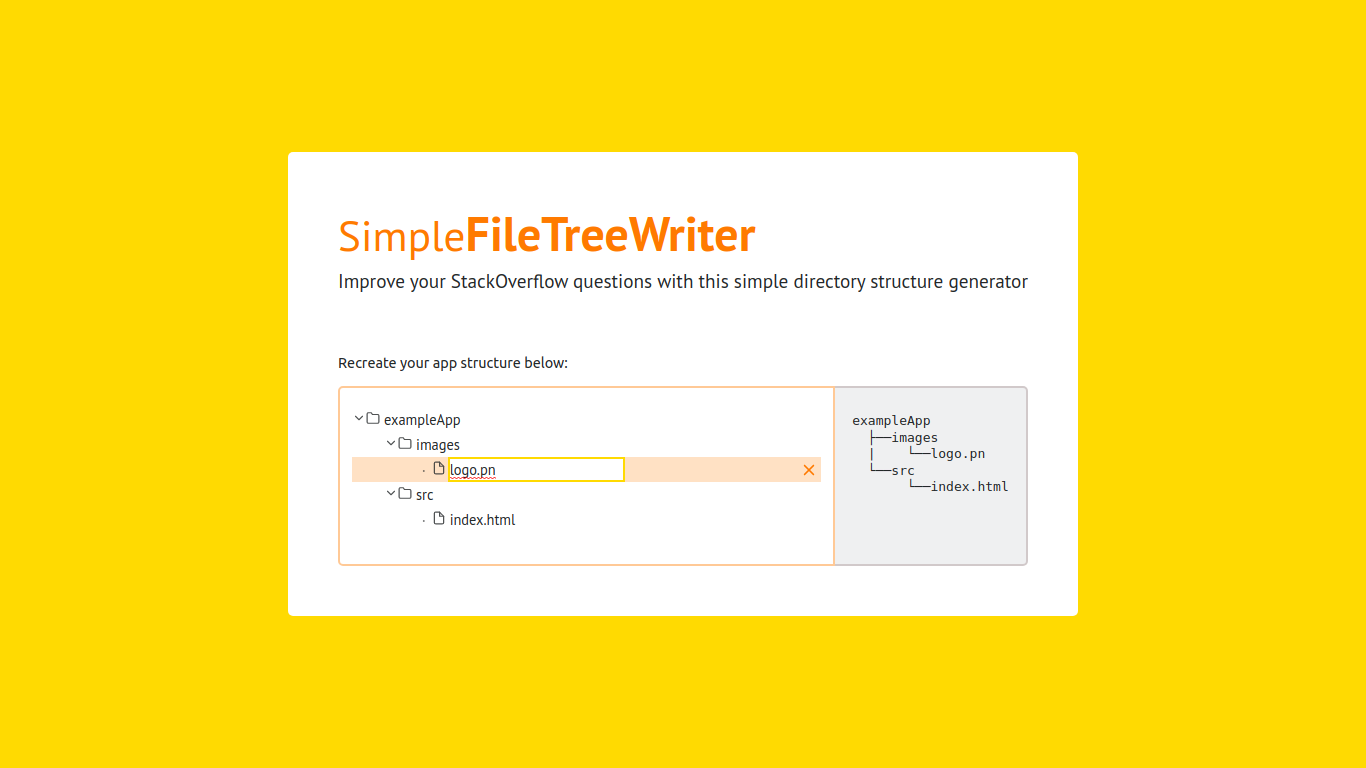 SimpleFileTreeWriter
Improve your StackOverflow questions with this simple directory structure generator
Recreate your app structure below:
exampleApp
images
logo.pn
src
index.html
exampleApp
├──images
|    └──logo.pn
└──src
     └──index.html